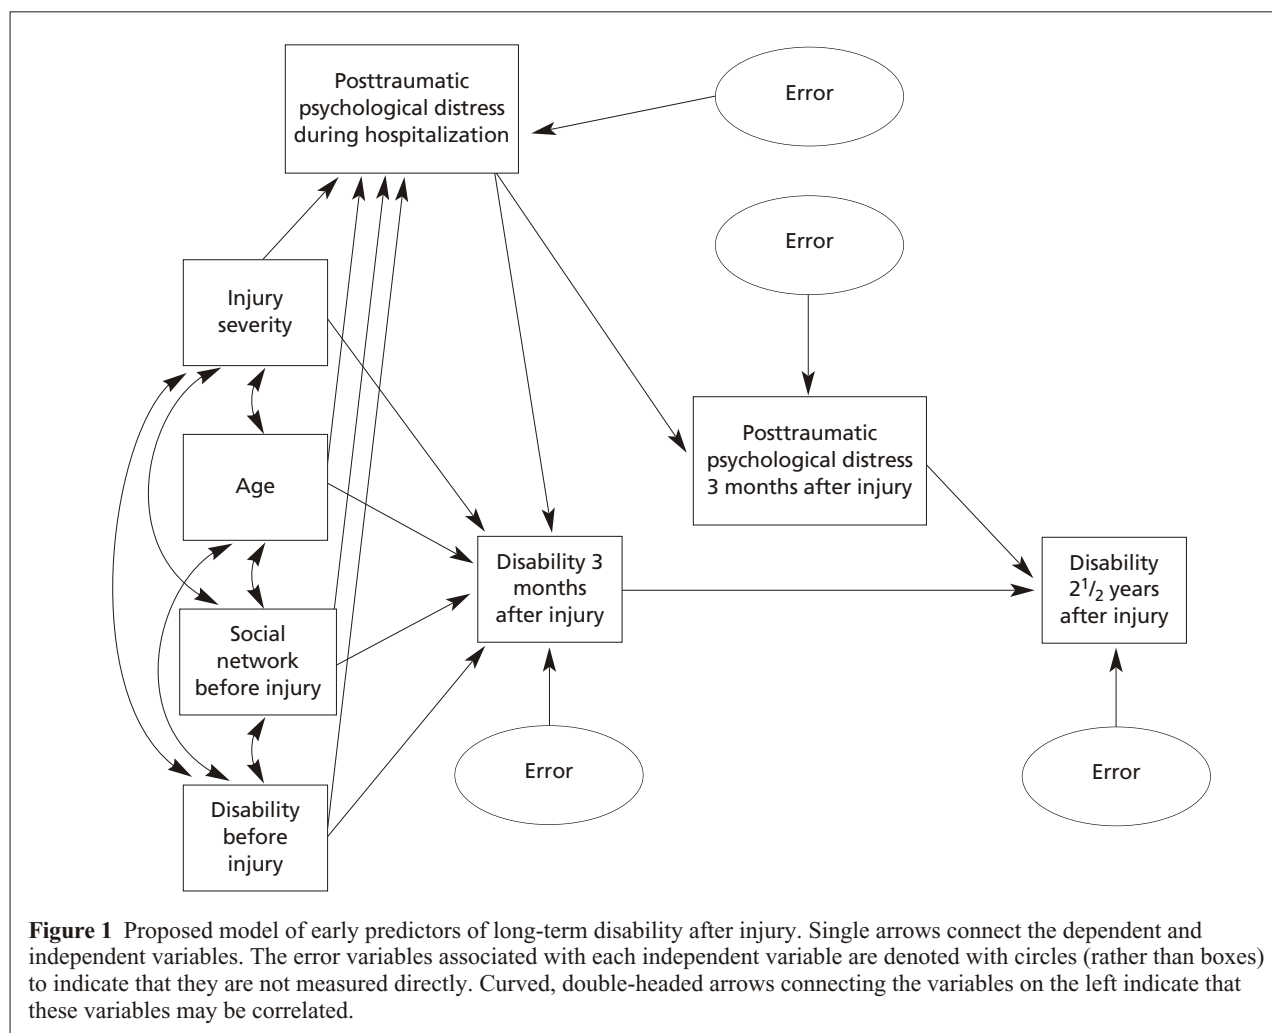 Posttraumatic
psychological distress
during hospitalization
Error
Error
Injury
severity
Posttraumatic
psychological distress
3 months after injury
Age
Disability 3
months
after injury
Disability
2 1/2 years
after injury
Social
network
before injury
Error
Error
Disability
before
injury
Figure 1 Proposed model of early predictors of long-term disability after injury. Single arrows connect the dependent and
independent variables. The error variables associated with each independent variable are denoted with circles (rather than boxes)
to indicate that they are not measured directly. Curved, double-headed arrows connecting the variables on the left indicate that
these variables may be correlated.